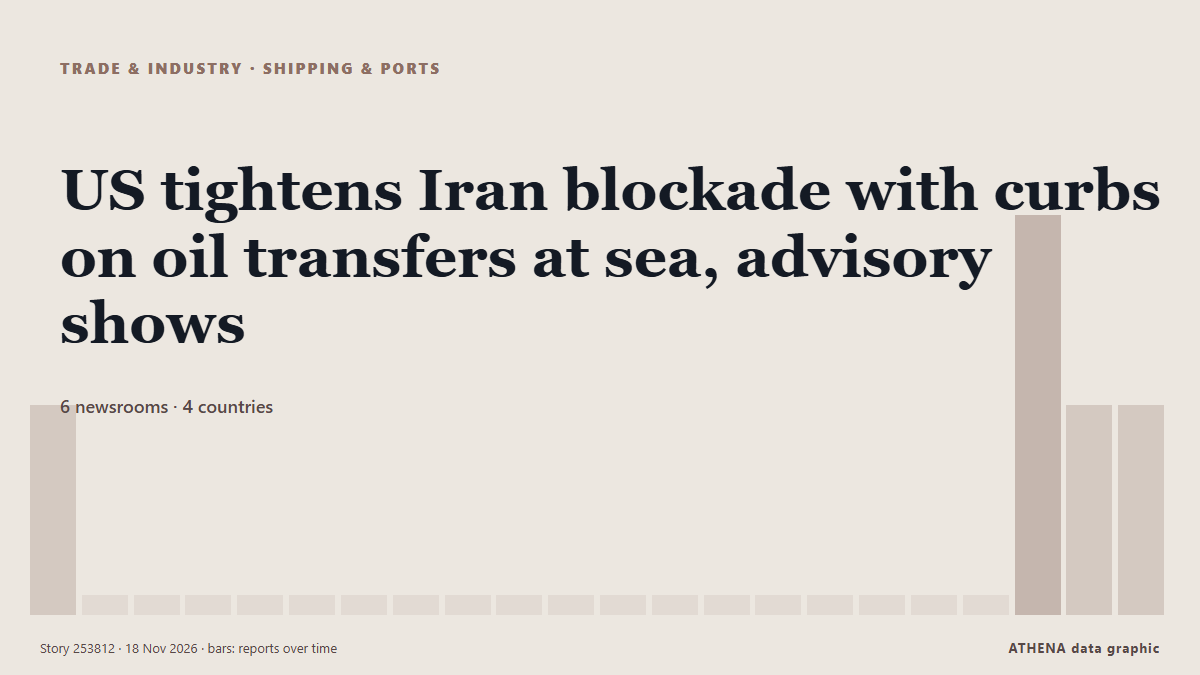 TRADE & INDUSTRY · SHIPPING & PORTS
US tightens Iran blockade with curbs
on oil transfers at sea, advisory
shows
6 newsrooms · 4 countries
Story 253812 · 18 Nov 2026 · bars: reports over time
ATHENA data graphic